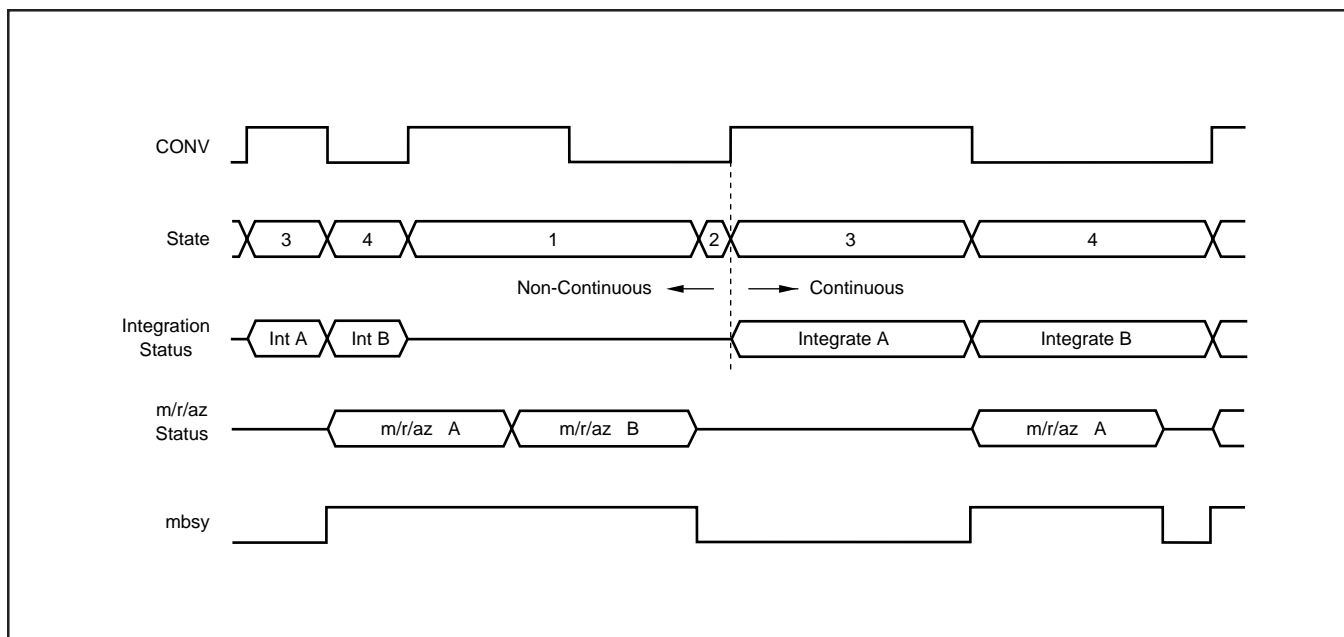 CONV
State
3
4
1
2
3
4
Non-Continuous
Continuous
Integration
Status
Int A
Int B
Integrate A
Integrate B
m/r/az
Status
m/r/az A
m/r/az B
m/r/az A
mbsy